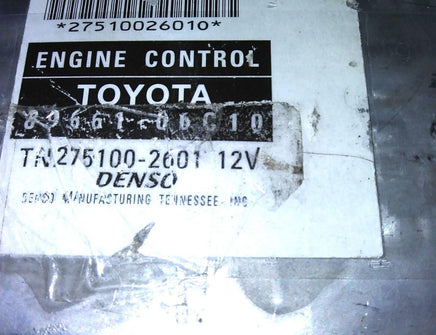 *27510026010*
ENGINE CONTROL
TOYOTA
89661-06C10
TN.275100-2601 12V
DENSO
DENSO MANUFACTURING TENNESSEE. INC